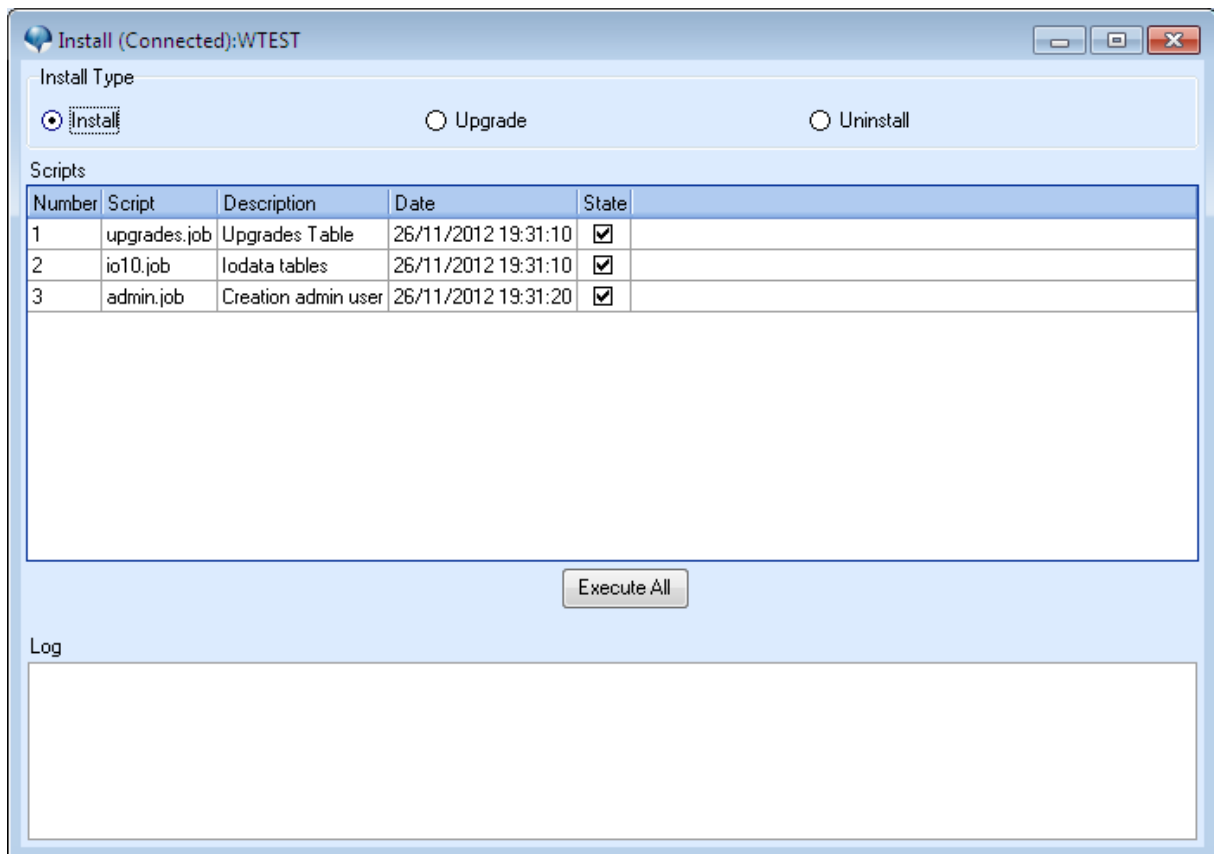 Install (Connected):WTEST
Install Type
Install Upgrade Uninstall
Scripts
Number Script Description Date State
1 upgrades.job Upgrades Table 26/11/2012 19:31:10
2 io10.job Iodata tables 26/11/2012 19:31:10
3 admin.job Creation admin user 26/11/2012 19:31:20
Execute All
Log